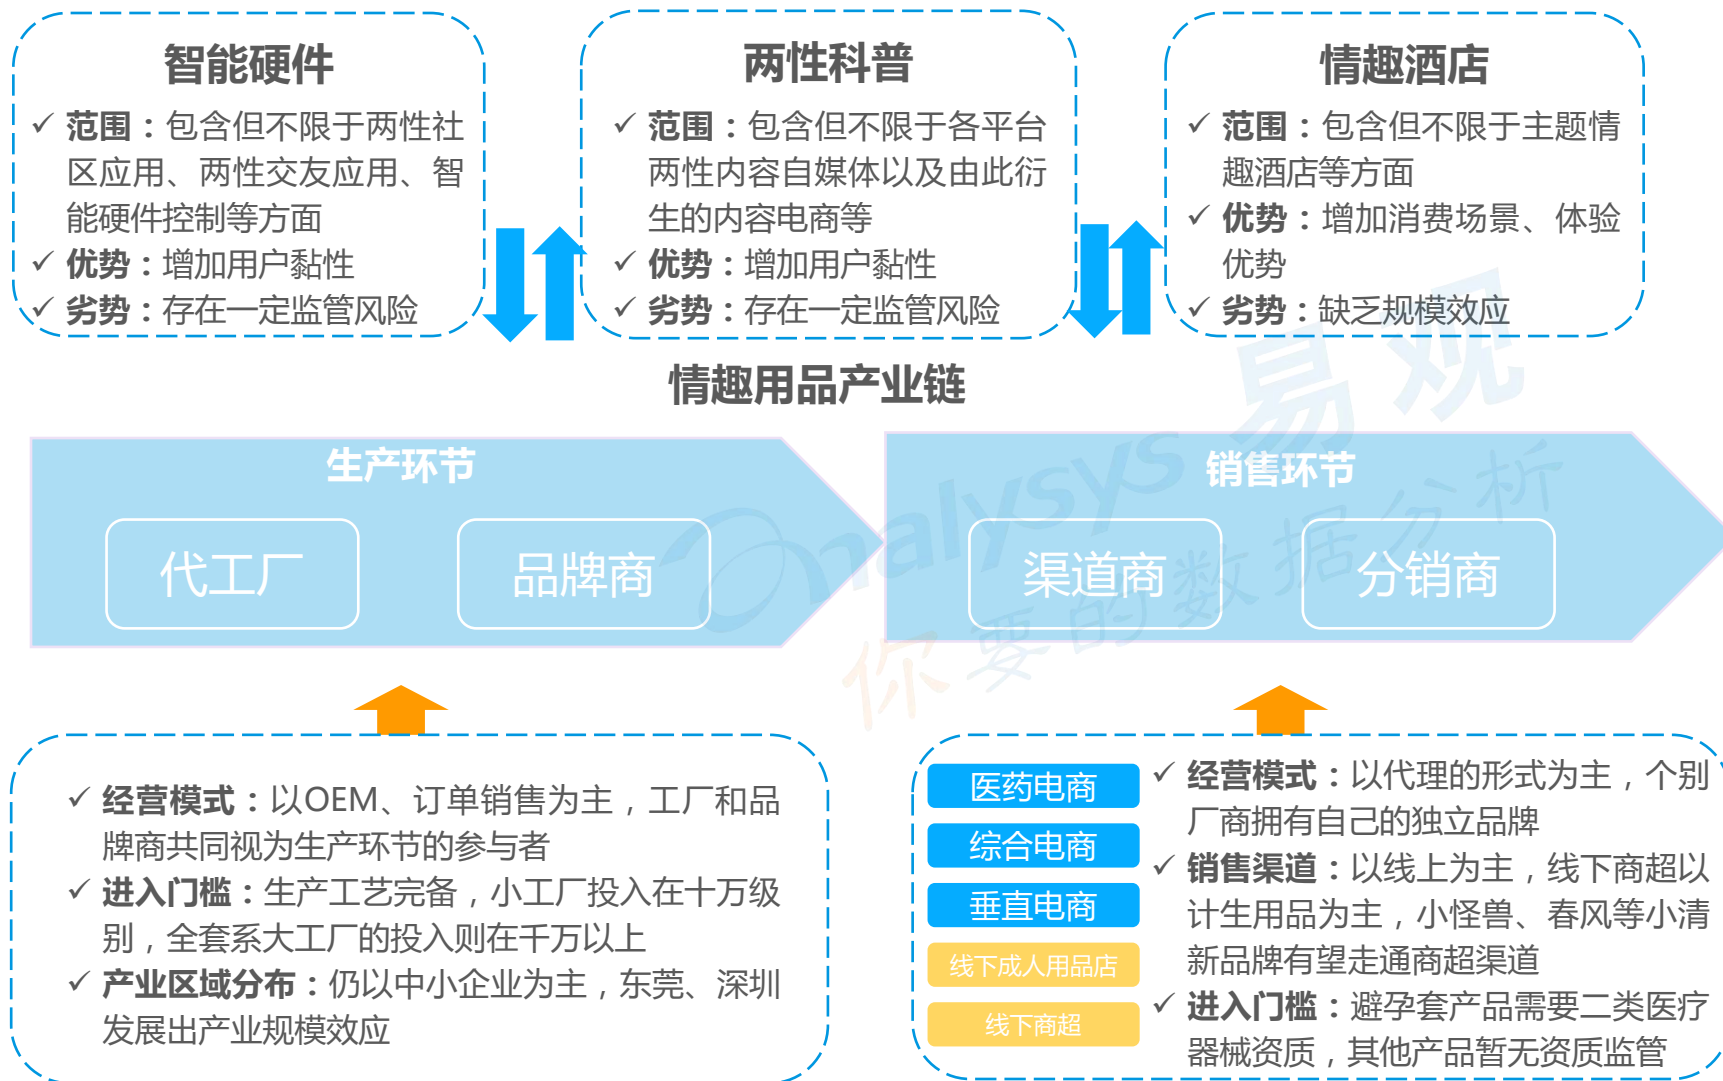 智能硬件
✓ 范围：包含但不限于两性社
区应用、两性交友应用、智
能硬件控制等方面
✓ 优势：增加用户黏性
✓ 劣势：存在一定监管风险
两性科普
✓ 范围：包含但不限于各平台
两性内容自媒体以及由此衍
生的内容电商等
✓ 优势：增加用户黏性
✓ 劣势：存在一定监管风险
情趣酒店
✓ 范围：包含但不限于主题情
趣酒店等方面
✓ 优势：增加消费场景、体验
优势
✓ 劣势：缺乏规模效应
情趣用品产业链
生产环节
代工厂
品牌商
销售环节
渠道商
分销商
analysys 易观
你要的数据分析
✓ 经营模式：以OEM、订单销售为主，工厂和品
牌商共同视为生产环节的参与者
✓ 进入门槛：生产工艺完备，小工厂投入在十万级
别，全套系大工厂的投入则在千万以上
✓ 产业区域分布：仍以中小企业为主，东莞、深圳
发展出产业规模效应
医药电商
综合电商
垂直电商
线下成人用品店
线下商超
✓ 经营模式：以代理的形式为主，个别
厂商拥有自己的独立品牌
✓ 销售渠道：以线上为主，线下商超以
计生用品为主，小怪兽、春风等小清
新品牌有望走通商超渠道
✓ 进入门槛：避孕套产品需要二类医疗
器械资质，其他产品暂无资质监管